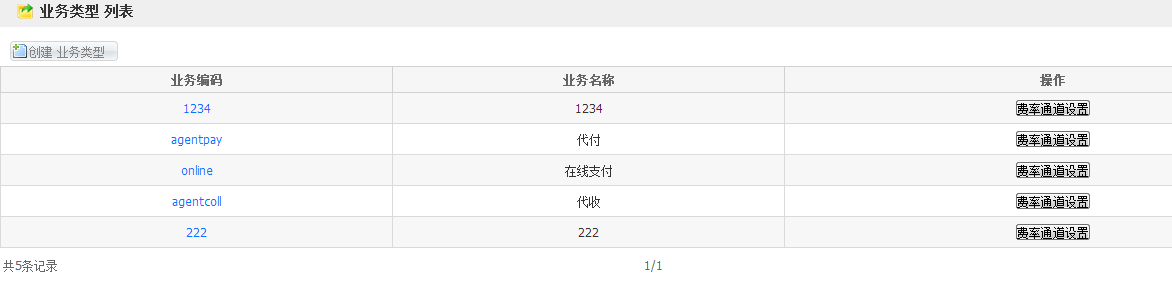 业务类型 列表
创建 业务类型
业务编码 业务名称 操作
1234 1234 费率通道设置
agentpay 代付 费率通道设置
online 在线支付 费率通道设置
agentcoll 代收 费率通道设置
222 222 费率通道设置
共5条记录 1/1